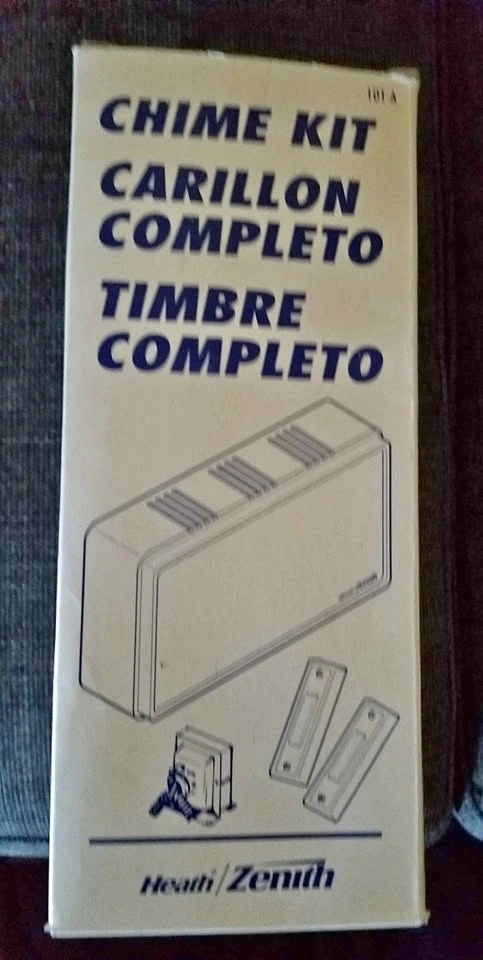 101-A
CHIME KIT
CARILLON
COMPLETO
TIMBRE
COMPLETO
Heath/Zenith